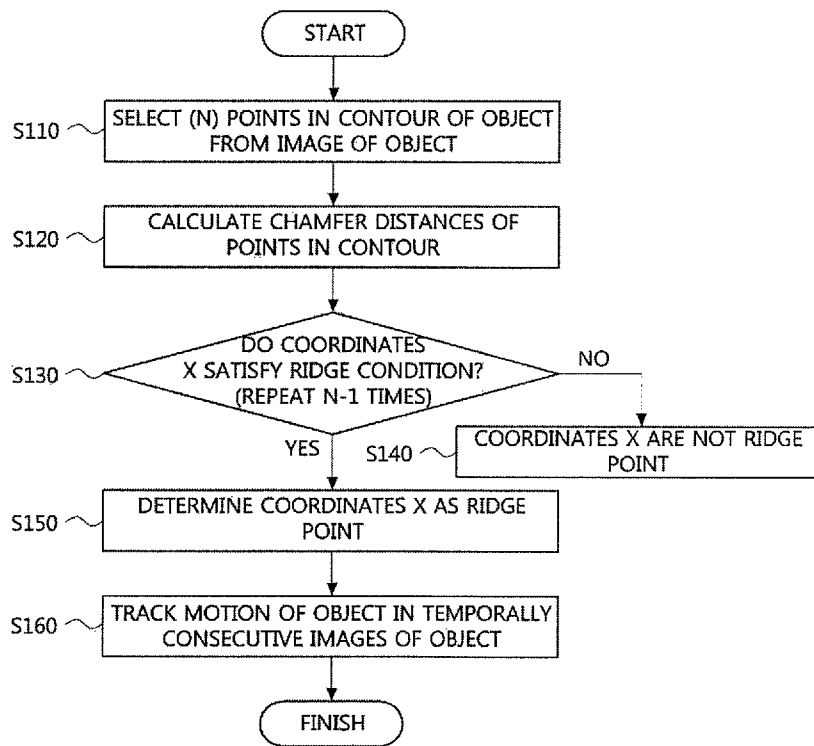 START
S110
SELECT (N) POINTS IN CONTOUR OF OBJECT
FROM IMAGE OF OBJECT
S120
CALCULATE CHAMFER DISTANCES OF
POINTS IN CONTOUR
S130
DO COORDINATES
X SATISFY RIDGE CONDITION?
(REPEAT N-1 TIMES)
NO
YES
S140
COORDINATES X ARE NOT RIDGE
POINT
S150
DETERMINE COORDINATES X AS RIDGE
POINT
S160
TRACK MOTION OF OBJECT IN TEMPORALLY
CONSECUTIVE IMAGES OF OBJECT
FINISH